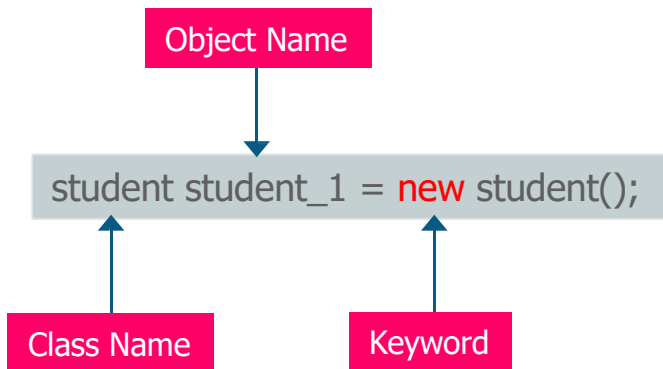 Object Name
student student_1 = new student();
Class Name
Keyword